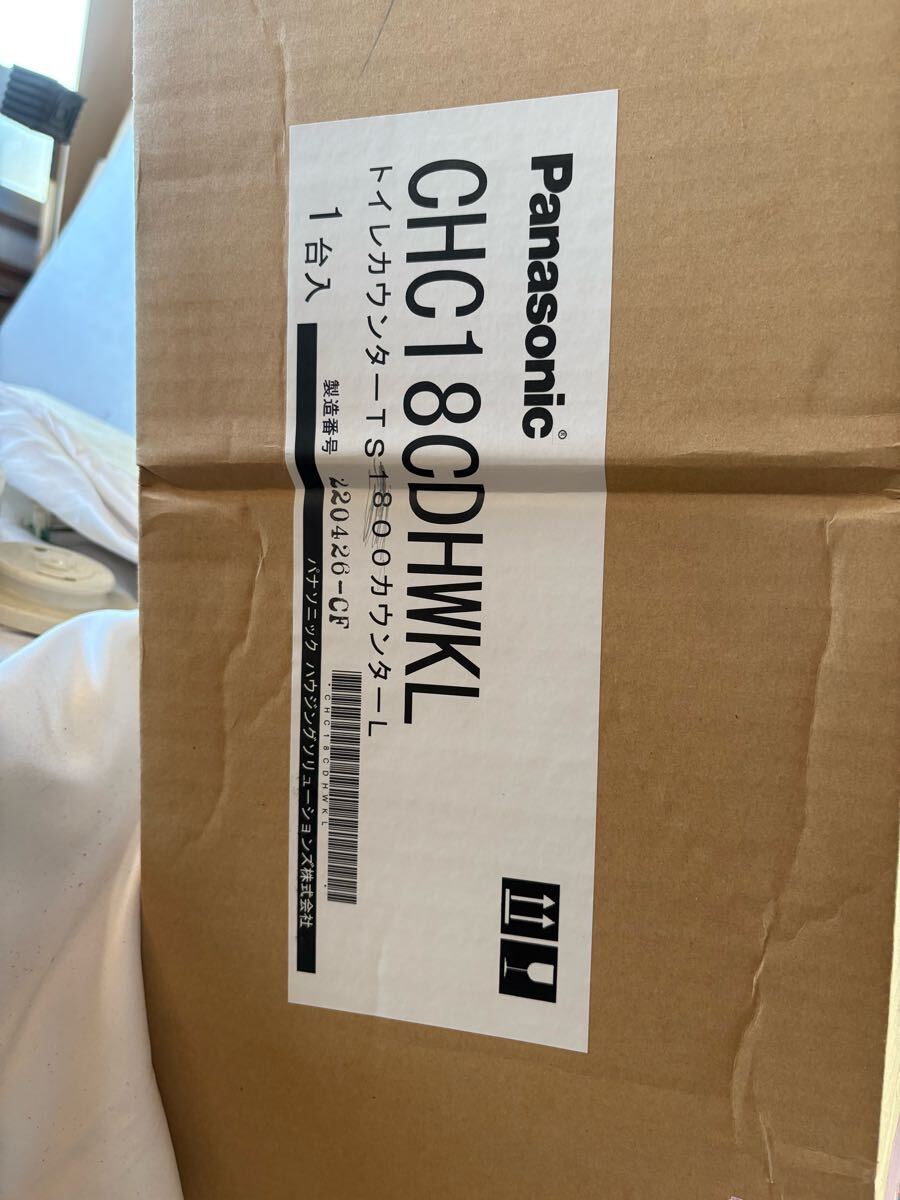 Panasonic®
CHC18CDHWKL
トイレカウンターTS1800カウンターL
1台入
製造番号 220426-CF
*CHC18CDHWKL*
パナソニック ハウジングソリューションズ株式会社